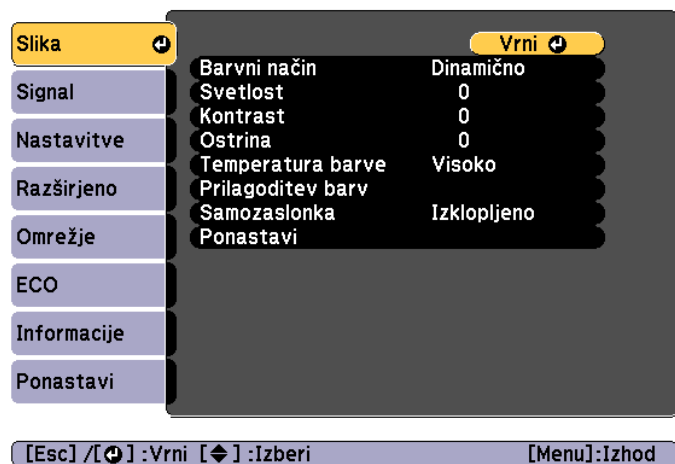 Slika
Signal
Nastavitve
Razširjeno
Omrežje
ECO
Informacije
Ponastavi
Vrni
Barvni način Dinamično
Svetlost 0
Kontrast 0
Ostrina 0
Temperatura barve Visoko
Prilagoditev barv
Samozaslonka Izklopljeno
Ponastavi
[Esc] /[ ] :Vrni [ ] :Izberi [Menu]:Izhod